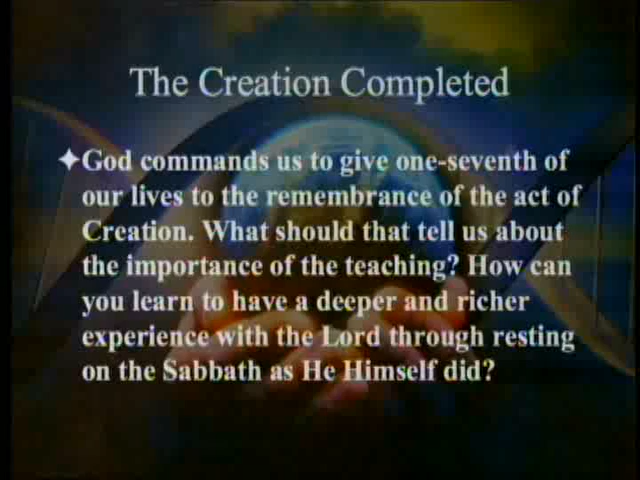 The Creation Completed
✦God commands us to give one-seventh of
our lives to the remembrance of the act of
Creation. What should that tell us about
the importance of the teaching? How can
you learn to have a deeper and richer
experience with the Lord through resting
on the Sabbath as He Himself did?